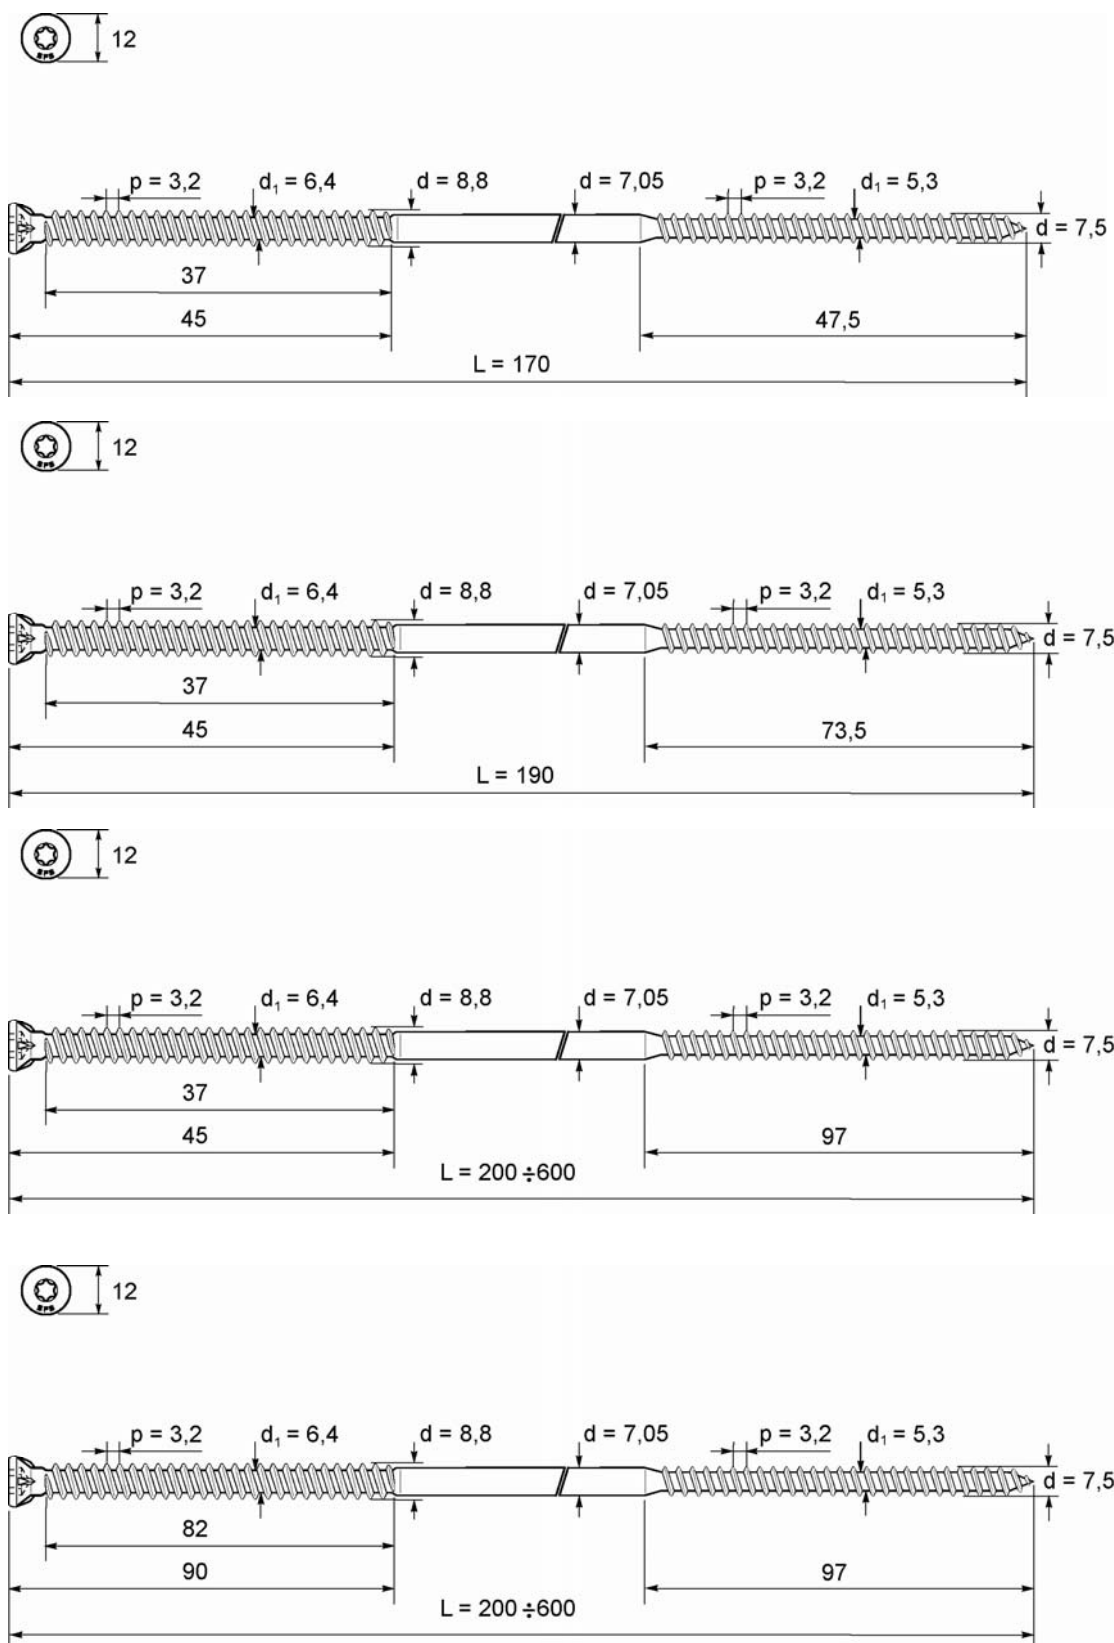 12
EFS
p = 3,2 d₁ = 6,4 d = 8,8 d = 7,05 p = 3,2 d₁ = 5,3
d = 7,5
37
45 47,5
L = 170
12
EFS
p = 3,2 d₁ = 6,4 d = 8,8 d = 7,05 p = 3,2 d₁ = 5,3
d = 7,5
37
45 73,5
L = 190
12
EFS
p = 3,2 d₁ = 6,4 d = 8,8 d = 7,05 p = 3,2 d₁ = 5,3
d = 7,5
37
45 97
L = 200÷600
12
EFS
p = 3,2 d₁ = 6,4 d = 8,8 d = 7,05 p = 3,2 d₁ = 5,3
d = 7,5
82
90 97
L = 200÷600